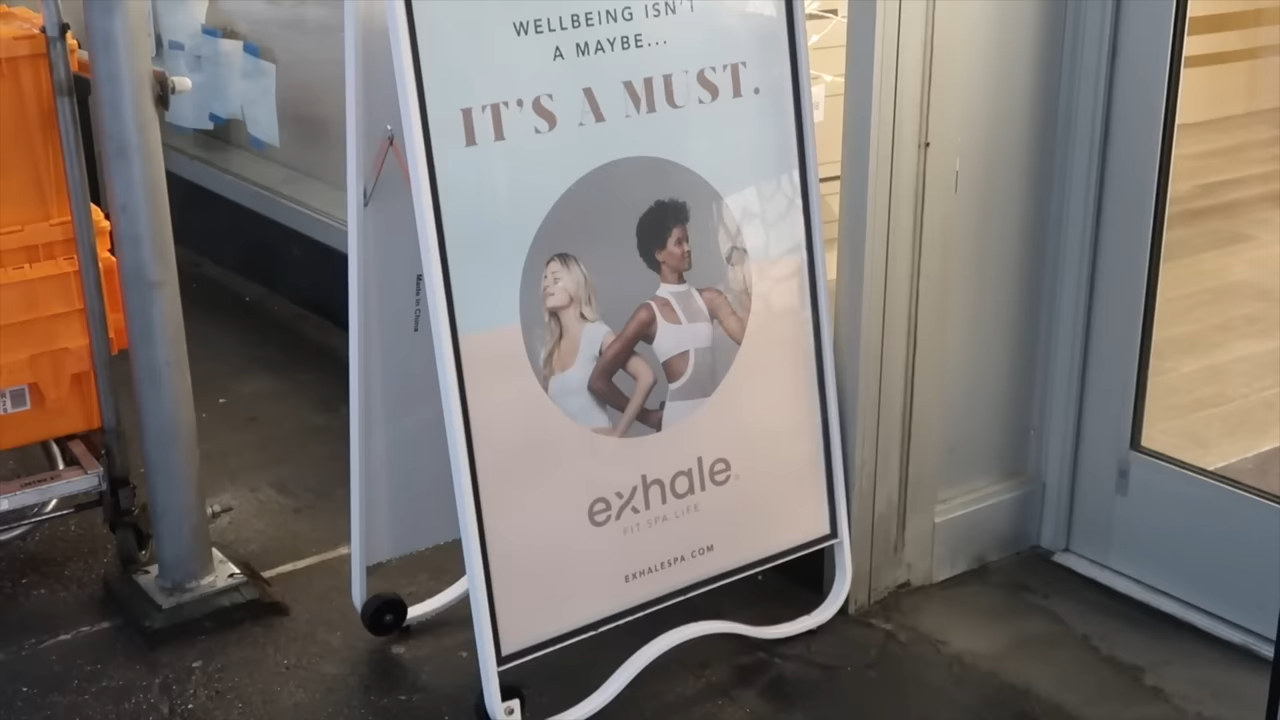 WELLBEING ISN'T
A MAYBE...
IT'S A MUST.
exhale
FIT SPA LIFE
EXHALESPA.COM
Made In China